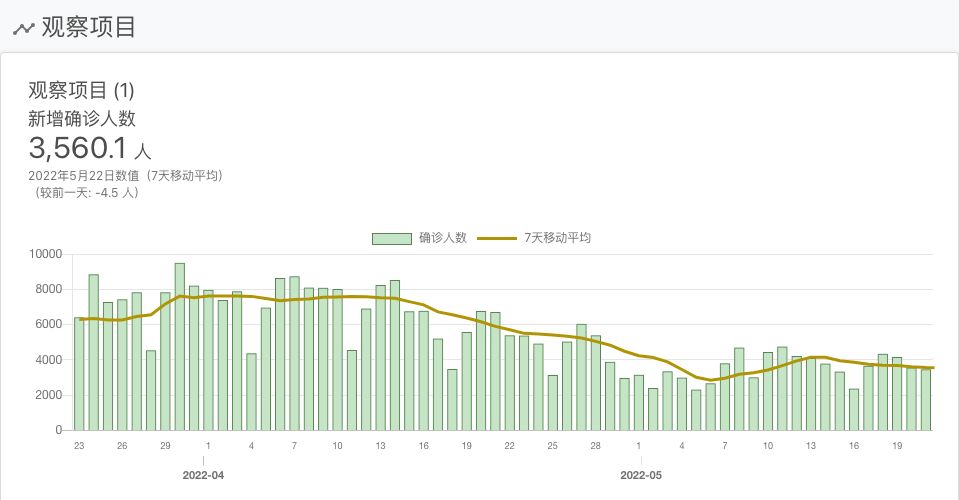 观察项目
观察项目 (1)
新增确诊人数
3,560.1 人
2022年5月22日数值（7天移动平均）
（较前一天: -4.5 人）
确诊人数 7天移动平均
10000
8000
6000
4000
2000
0
23 26 29 1 4 7 10 13 16 19 22 25 28 1 4 7 10 13 16 19
2022-04 2022-05